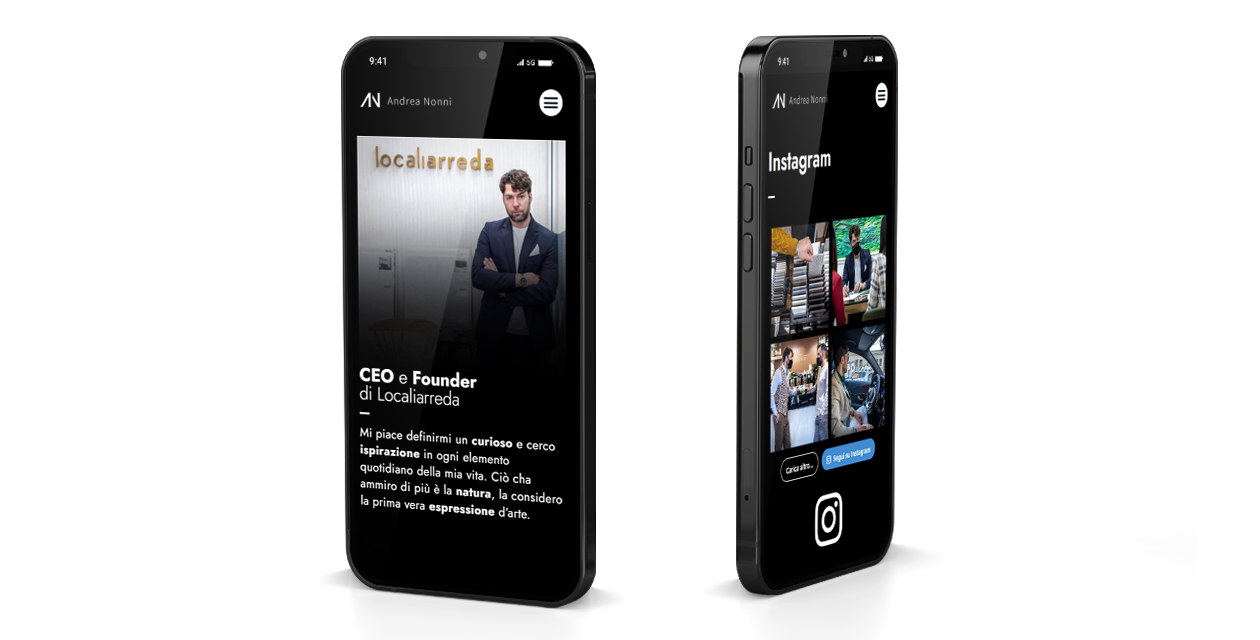 9:41
5G
AN Andrea Nonni
localiarreda
CEO e Founder
di Localiarreda
Mi piace definirmi un curioso e cerco
ispirazione in ogni elemento
quotidiano della mia vita. Ciò cha
ammiro di più è la natura, la considero
la prima vera espressione d'arte.
9:41
5G
AN Andrea Nonni
Instagram
Carica altro...
Segui su Instagram